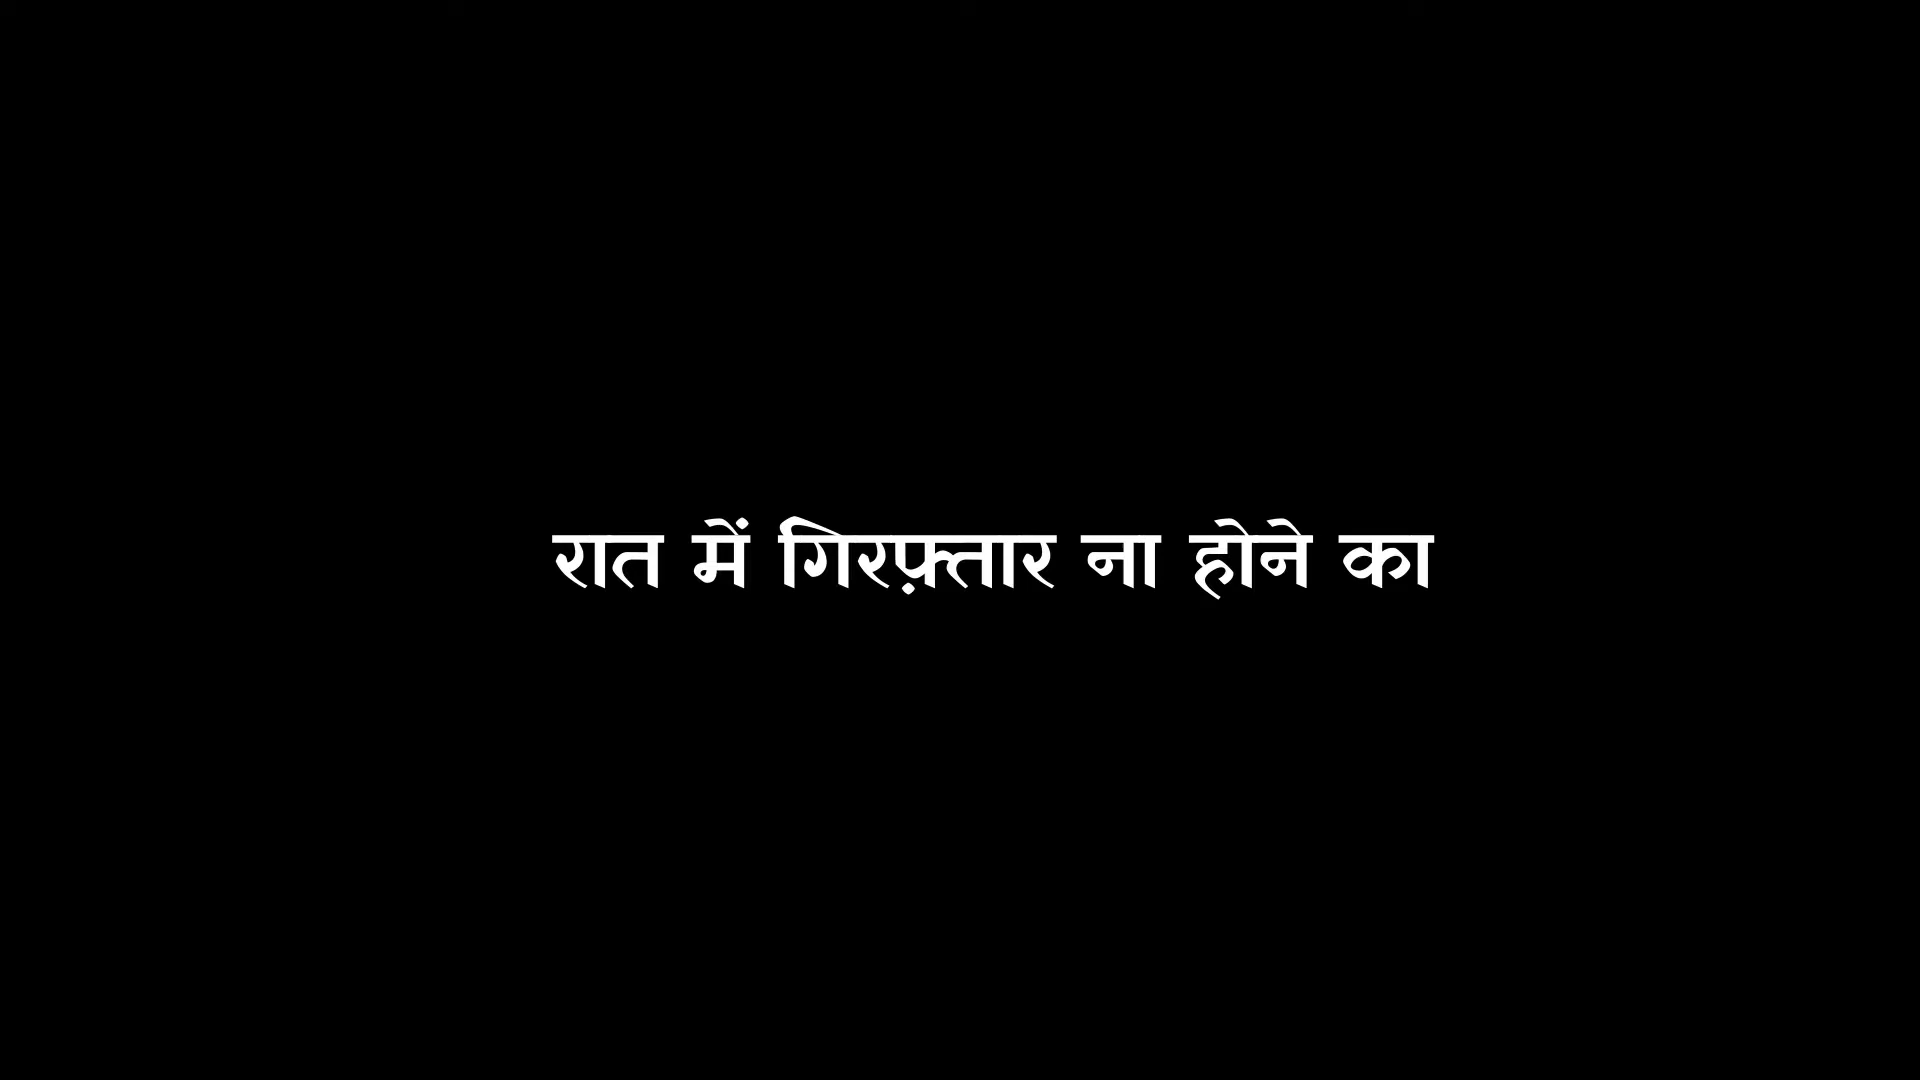 रात में गिरफ़्तार ना होने का